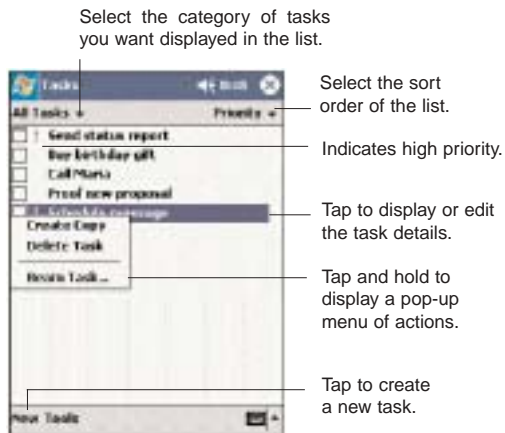 Select the category of tasks
you want displayed in the list.
Tasks
All Tasks
Priority
Select the sort
order of the list.
! Send status report
Buy birthday gift
Indicates high priority.
Call Maria
Proof new proposal
Schedule
Tap to display or edit
the task details.
Create Copy
Delete Task
Beam Task...
Tap and hold to
display a pop-up
menu of actions.
Tap to create
a new task.
New Tools